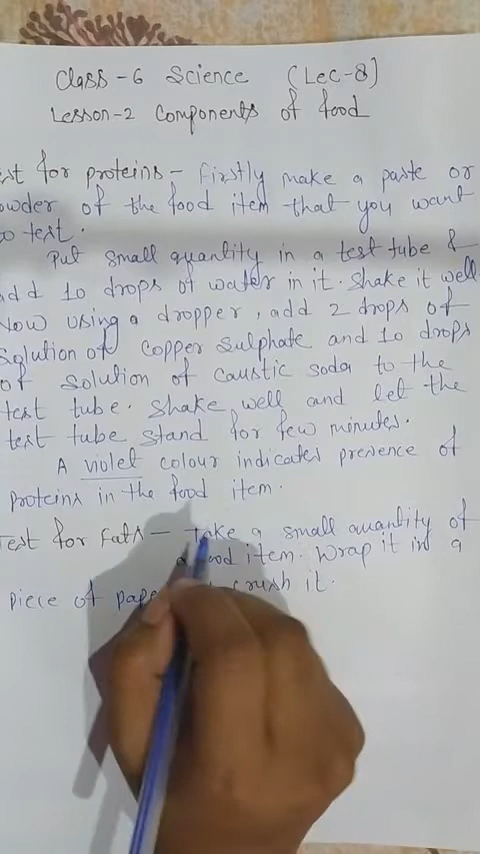 Class-6 Science (Lec-8)
Lesson-2 Components of food
est for proteins - Firstly make a paste or
owder of the food item that you want
to test.
Put small quantity in a test tube &
add 10 drops of water in it. Shake it well
Now using a dropper, add 2 drops of
Solution of Copper Sulphate and 10 drops
of solution of caustic soda to the
test tube. Shake well and let the
test tube stand for few minutes.
A violet colour indicates presence of
proteins in the food item.
Test for Fats - Take a small quantity of
food item. Wrap it in a
piece of pape crush it.